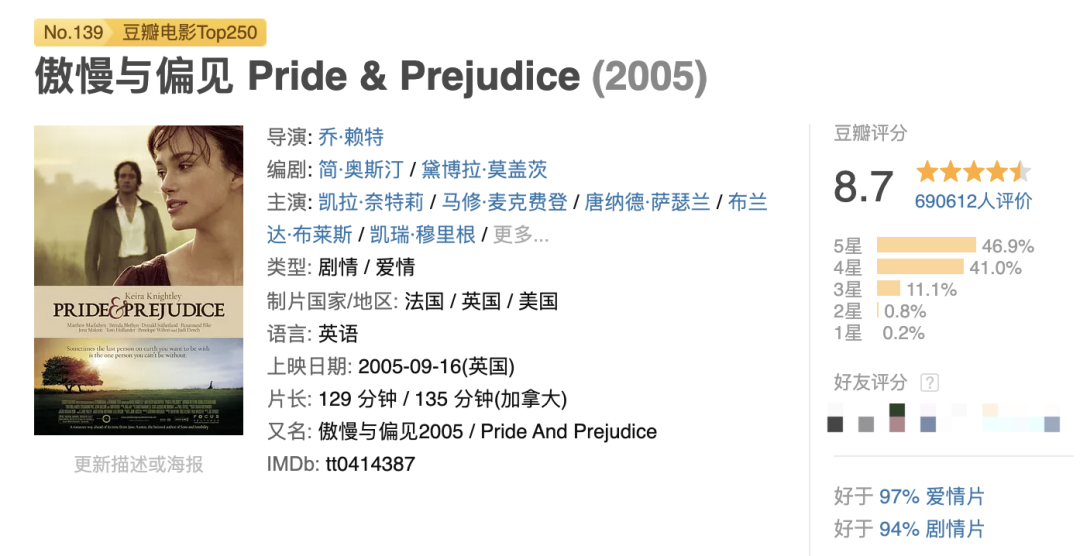 No.139 豆瓣电影Top250
傲慢与偏见 Pride & Prejudice (2005)
Keira Knightley
PRIDE & PREJUDICE
Sometimes the last person on earth you want to be with
is the one person you can't be without
更新描述或海报
导演: 乔·赖特
编剧: 简·奥斯汀 / 黛博拉·莫盖茨
主演: 凯拉·奈特莉 / 马修·麦克费登 / 唐纳德·萨瑟兰 / 布兰
达·布莱斯 / 凯瑞·穆里根 / 更多...
类型: 剧情 / 爱情
制片国家/地区: 法国 / 英国 / 美国
语言: 英语
上映日期: 2005-09-16(英国)
片长: 129 分钟 / 135 分钟(加拿大)
又名: 傲慢与偏见2005 / Pride And Prejudice
IMDb: tt0414387
豆瓣评分
8.7
690612人评价
5星 46.9%
4星 41.0%
3星 11.1%
2星 0.8%
1星 0.2%
好友评分 ?
好于 97% 爱情片
好于 94% 剧情片